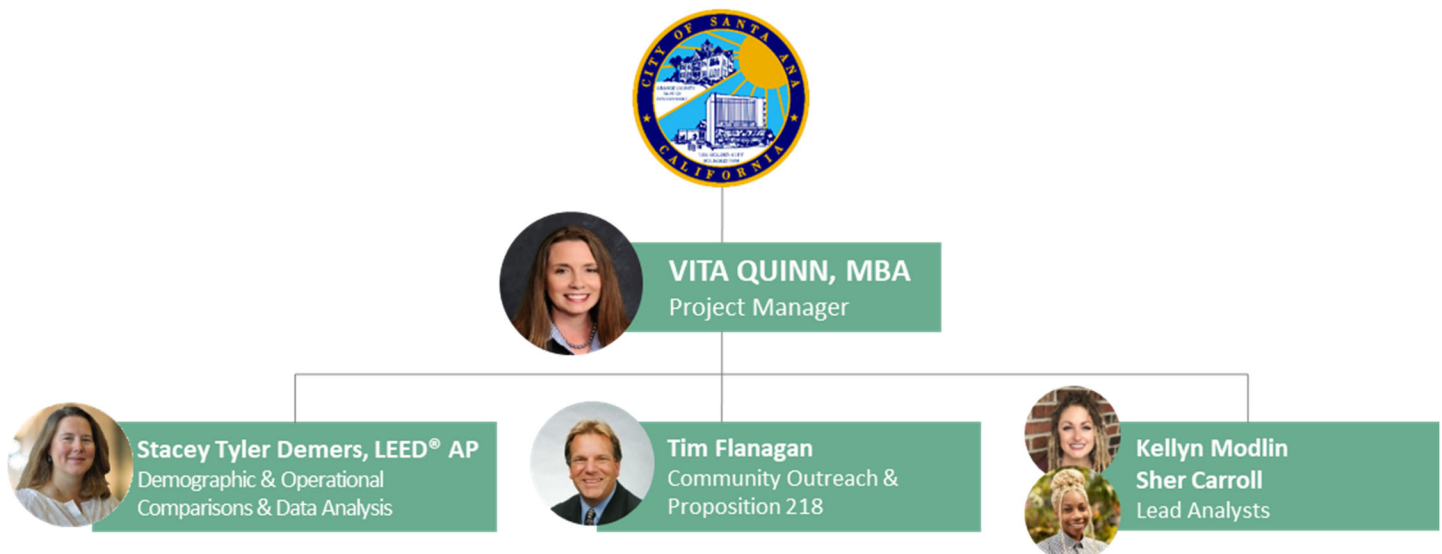 CITY OF SANTA ANA
CALIFORNIA
VITA QUINN, MBA
Project Manager
Stacey Tyler Demers, LEED® AP
Demographic & Operational
Comparisons & Data Analysis
Tim Flanagan
Community Outreach &
Proposition 218
Kellyn Modlin
Sher Carroll
Lead Analysts